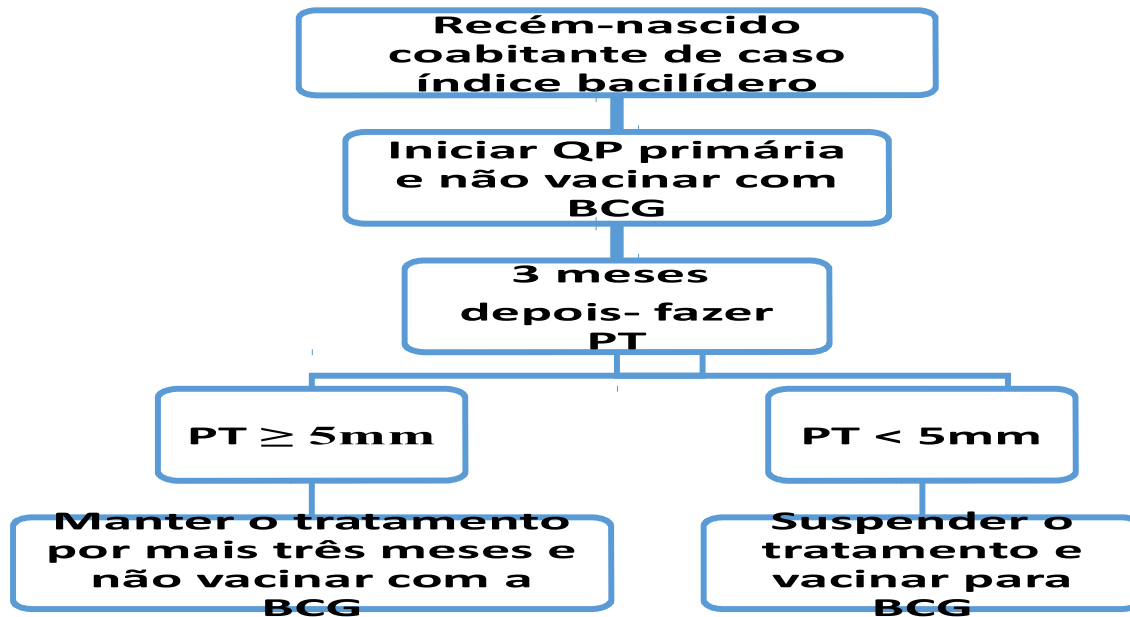 Recém-nascido
coabitante de caso
índice bacilídero
Iniciar QP primária
e não vacinar com
BCG
3 meses
depois- fazer
PT
PT ≥ 5mm
PT < 5mm
Manter o tratamento
por mais três meses e
não vacinar com a
BCG
Suspender o
tratamento e
vacinar para
BCG